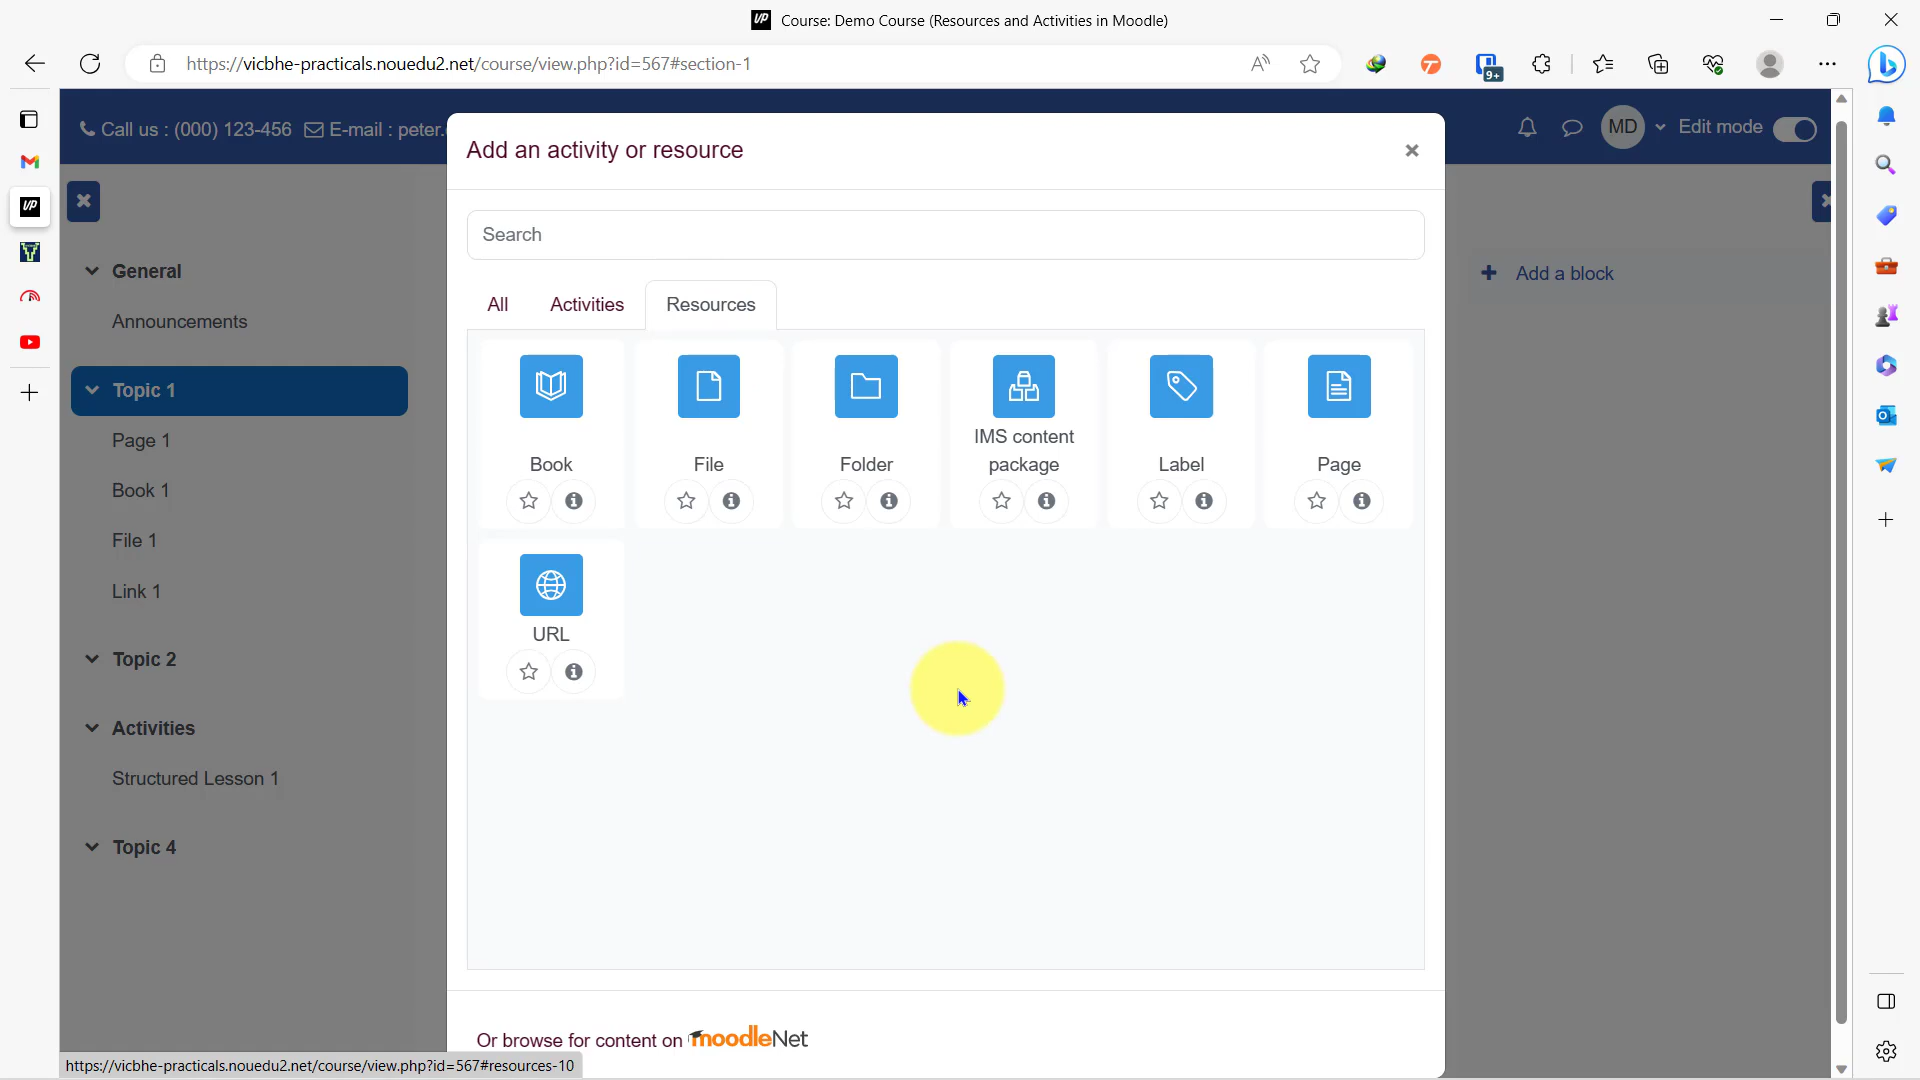 UP Course: Demo Course (Resources and Activities in Moodle)
https://vicbhe-practicals.nouedu2.net/course/view.php?id=567#section-1
9+
Call us : (000) 123-456 E-mail : peter.
MD Edit mode
Add an activity or resource
Search
All Activities Resources
Book
File
Folder
IMS content
package
Label
Page
URL
Or browse for content on moodleNet
General
Announcements
Topic 1
Page 1
Book 1
File 1
Link 1
Topic 2
Activities
Structured Lesson 1
Topic 4
Add a block
https://vicbhe-practicals.nouedu2.net/course/view.php?id=567#resources-10